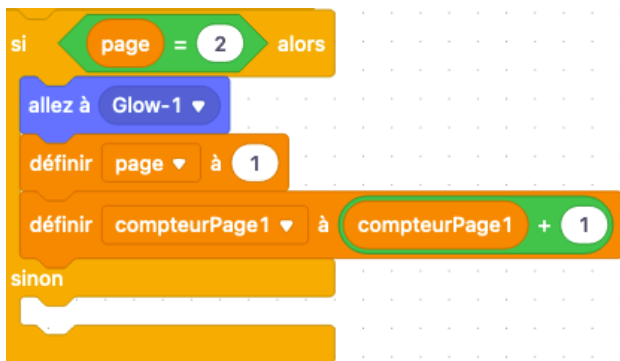 si page = 2 alors
allez à Glow-1
définir page à 1
définir compteurPage1 à compteurPage1 + 1
sinon